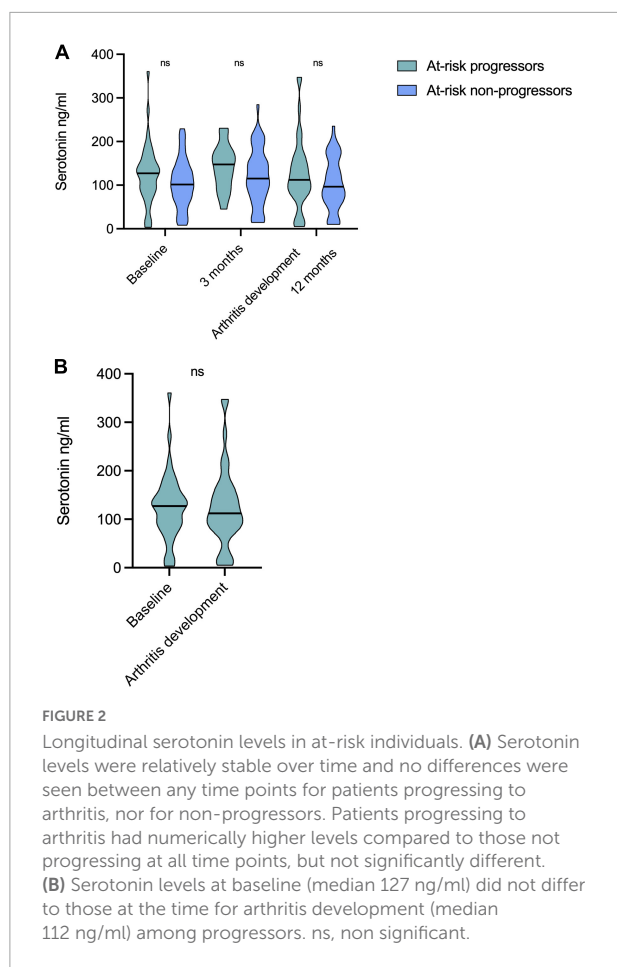 A
ns
ns
ns
At-risk progressors
At-risk non-progressors
Serotonin ng/ml
400
300
200
100
0
Baseline
3 months
Arthritis development
12 months
B
ns
Serotonin ng/ml
400
300
200
100
0
Baseline
Arthritis development
FIGURE 2
Longitudinal serotonin levels in at-risk individuals. (A) Serotonin
levels were relatively stable over time and no differences were
seen between any time points for patients progressing to
arthritis, nor for non-progressors. Patients progressing to
arthritis had numerically higher levels compared to those not
progressing at all time points, but not significantly different.
(B) Serotonin levels at baseline (median 127 ng/ml) did not differ
to those at the time for arthritis development (median
112 ng/ml) among progressors. ns, non significant.